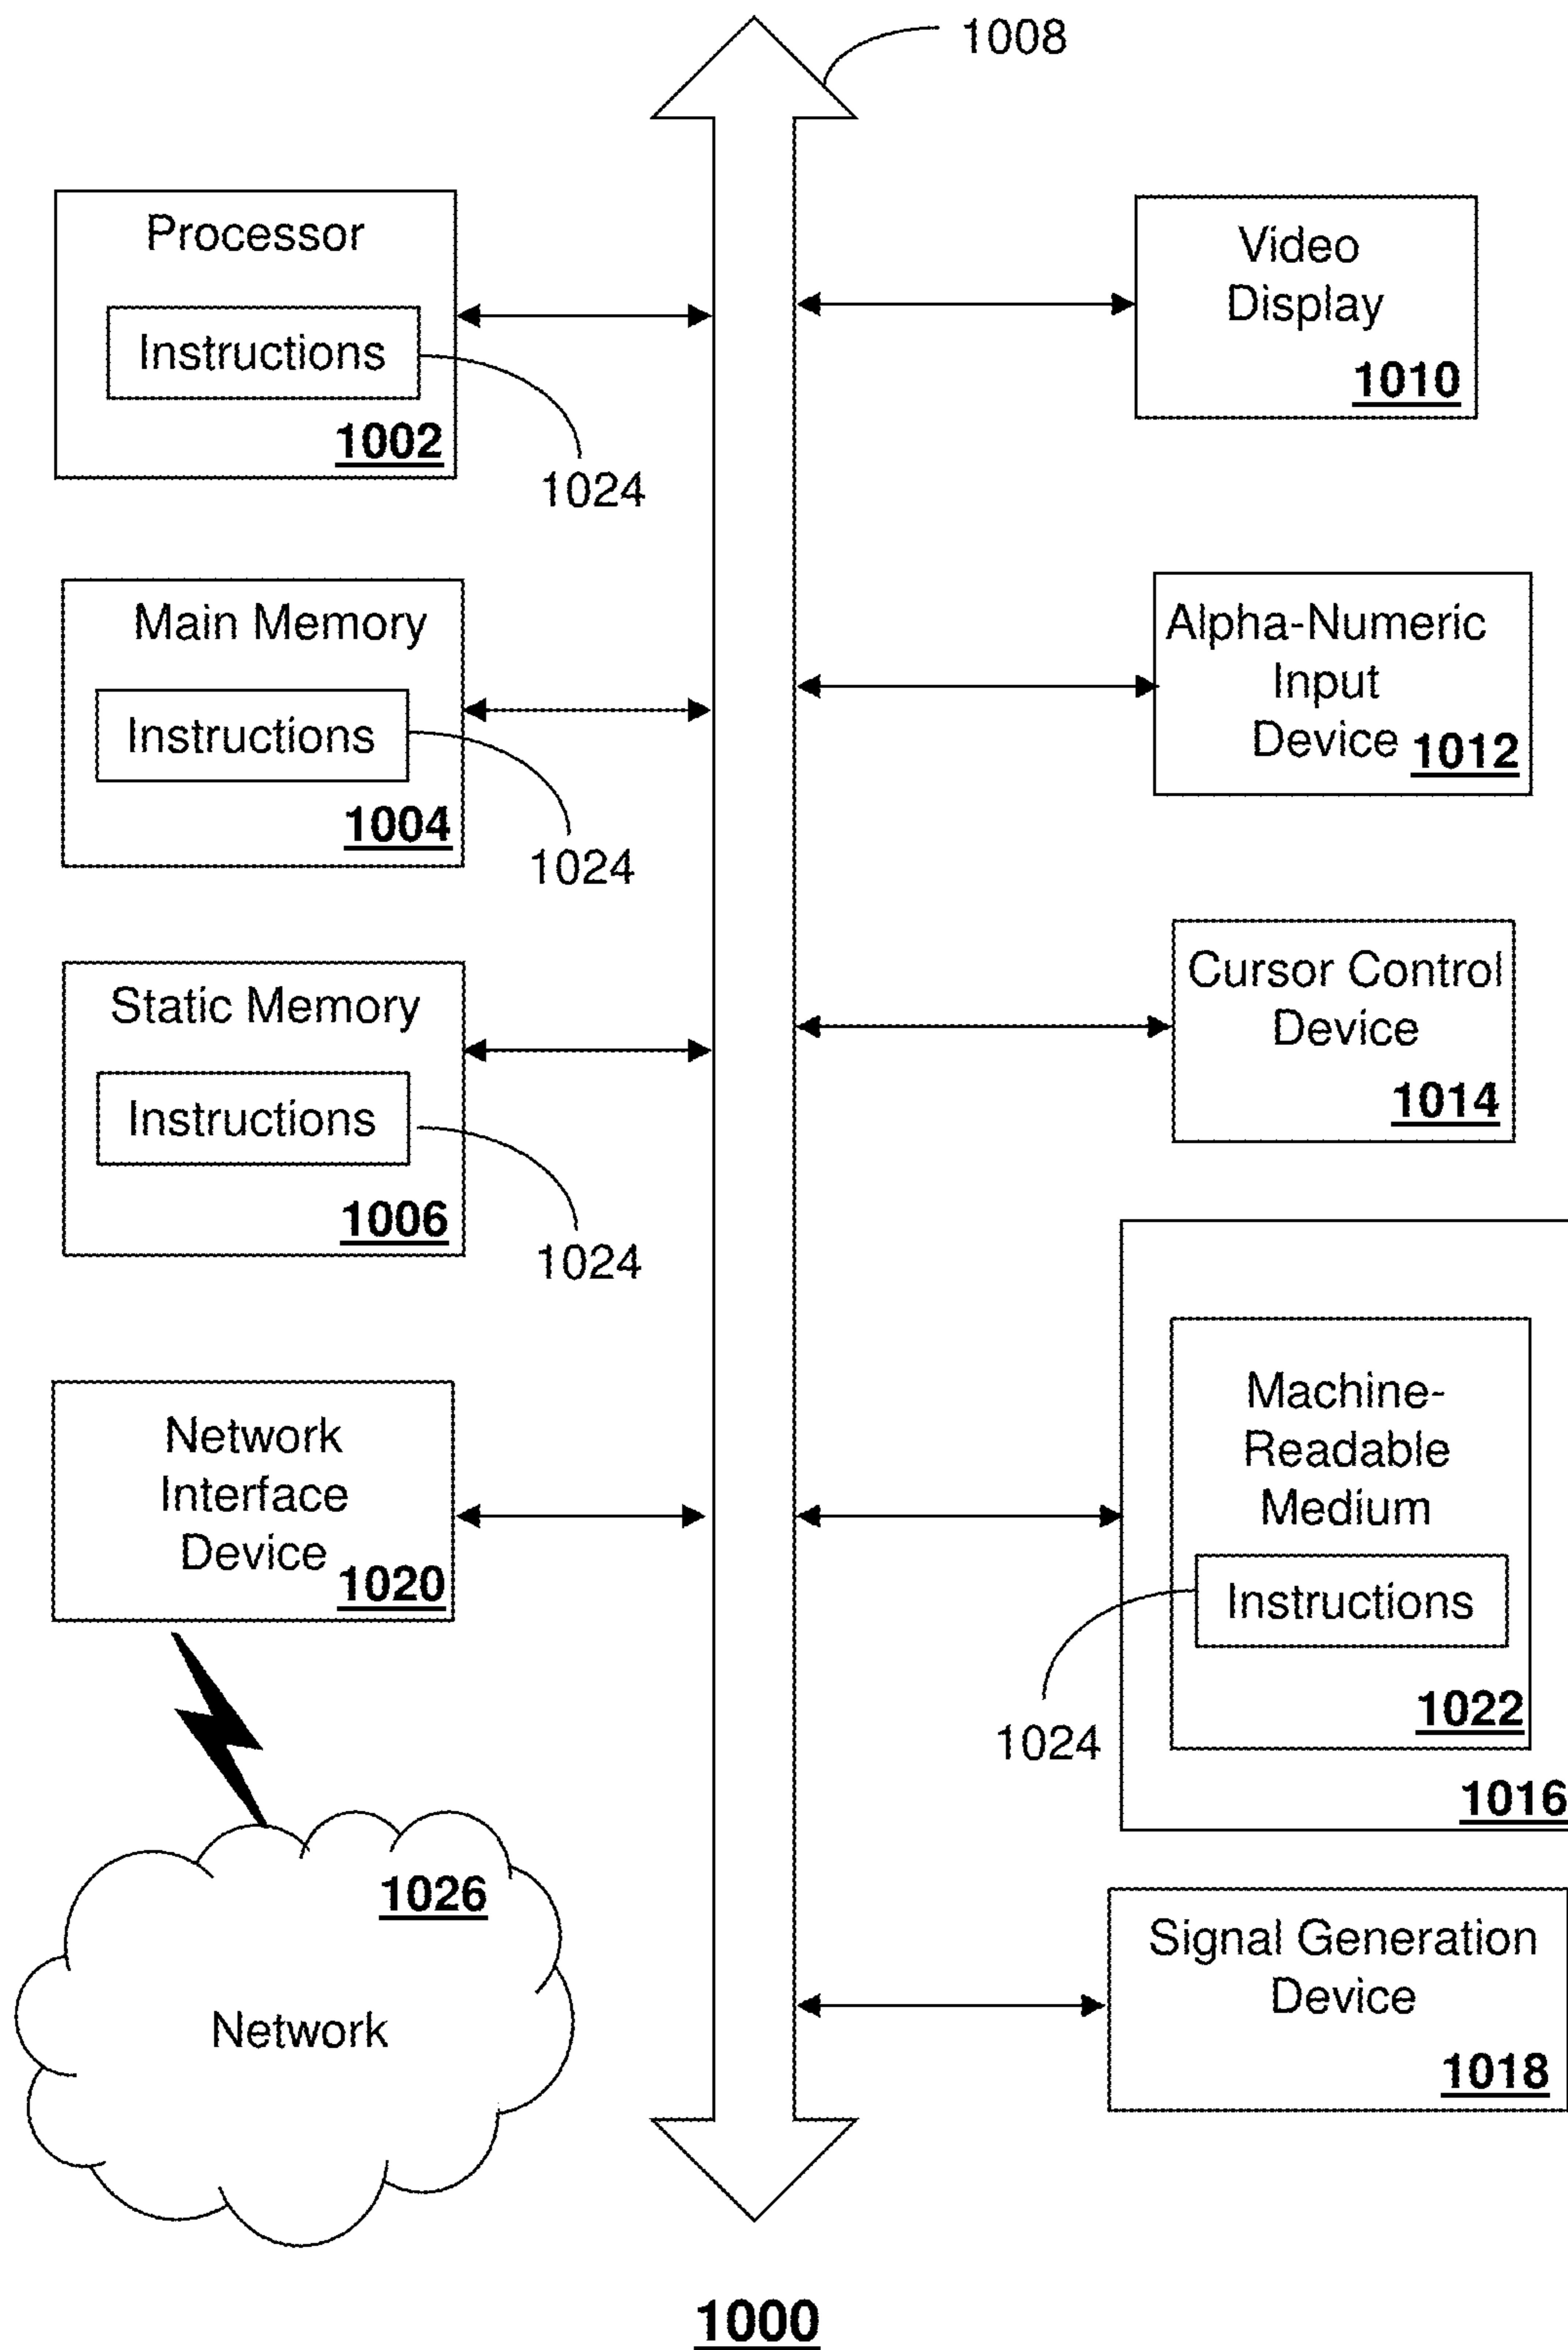 1008
Processor
Instructions
1002
1024
Main Memory
Instructions
1004
1024
Static Memory
Instructions
1006
1024
Network
Interface
Device
1020
1026
Network
Video
Display
1010
Alpha-Numeric
Input
Device
1012
Cursor Control
Device
1014
Machine-
Readable
Medium
Instructions
1024
1022
1016
Signal Generation
Device
1018
1000